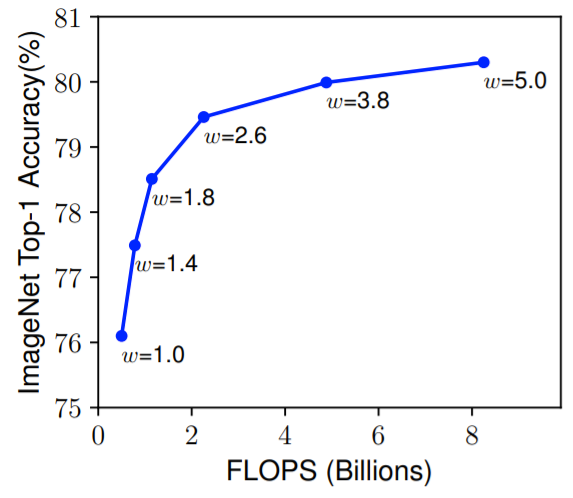 ImageNet Top-1 Accuracy(%)
81
80
79
78
77
76
75
w=5.0
w=3.8
w=2.6
w=1.8
w=1.4
w=1.0
0 2 4 6 8
FLOPS (Billions)